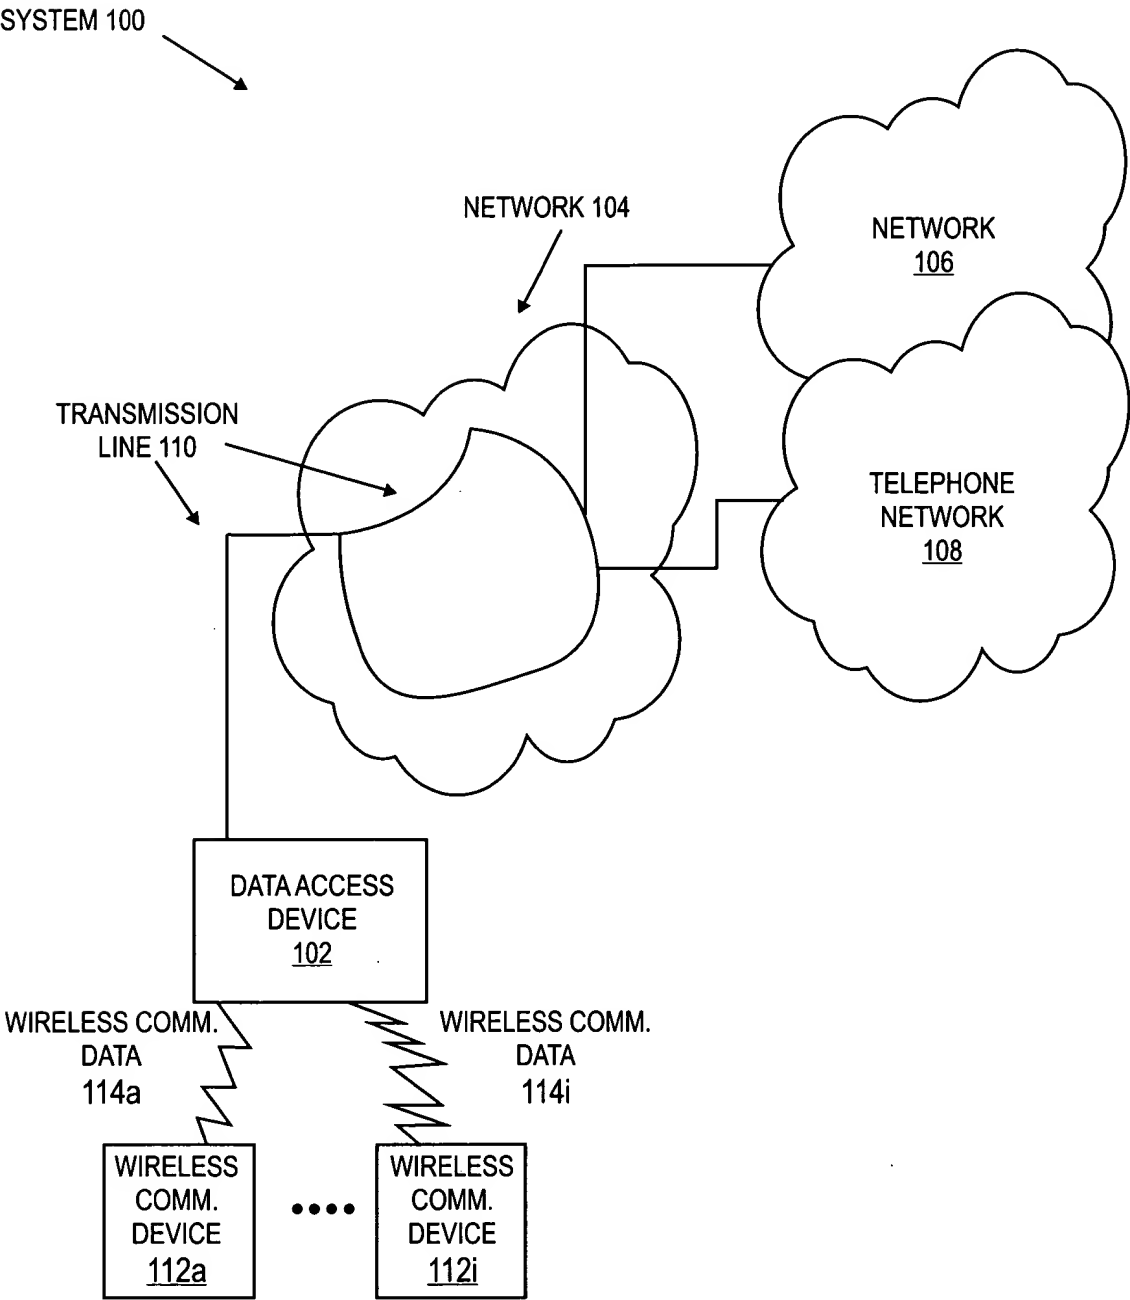 SYSTEM 100
NETWORK 104
NETWORK
106
TRANSMISSION
LINE 110
TELEPHONE
NETWORK
108
DATA ACCESS
DEVICE
102
WIRELESS COMM.
DATA
114a
WIRELESS COMM.
DATA
114i
WIRELESS
COMM.
DEVICE
112a
WIRELESS
COMM.
DEVICE
112i